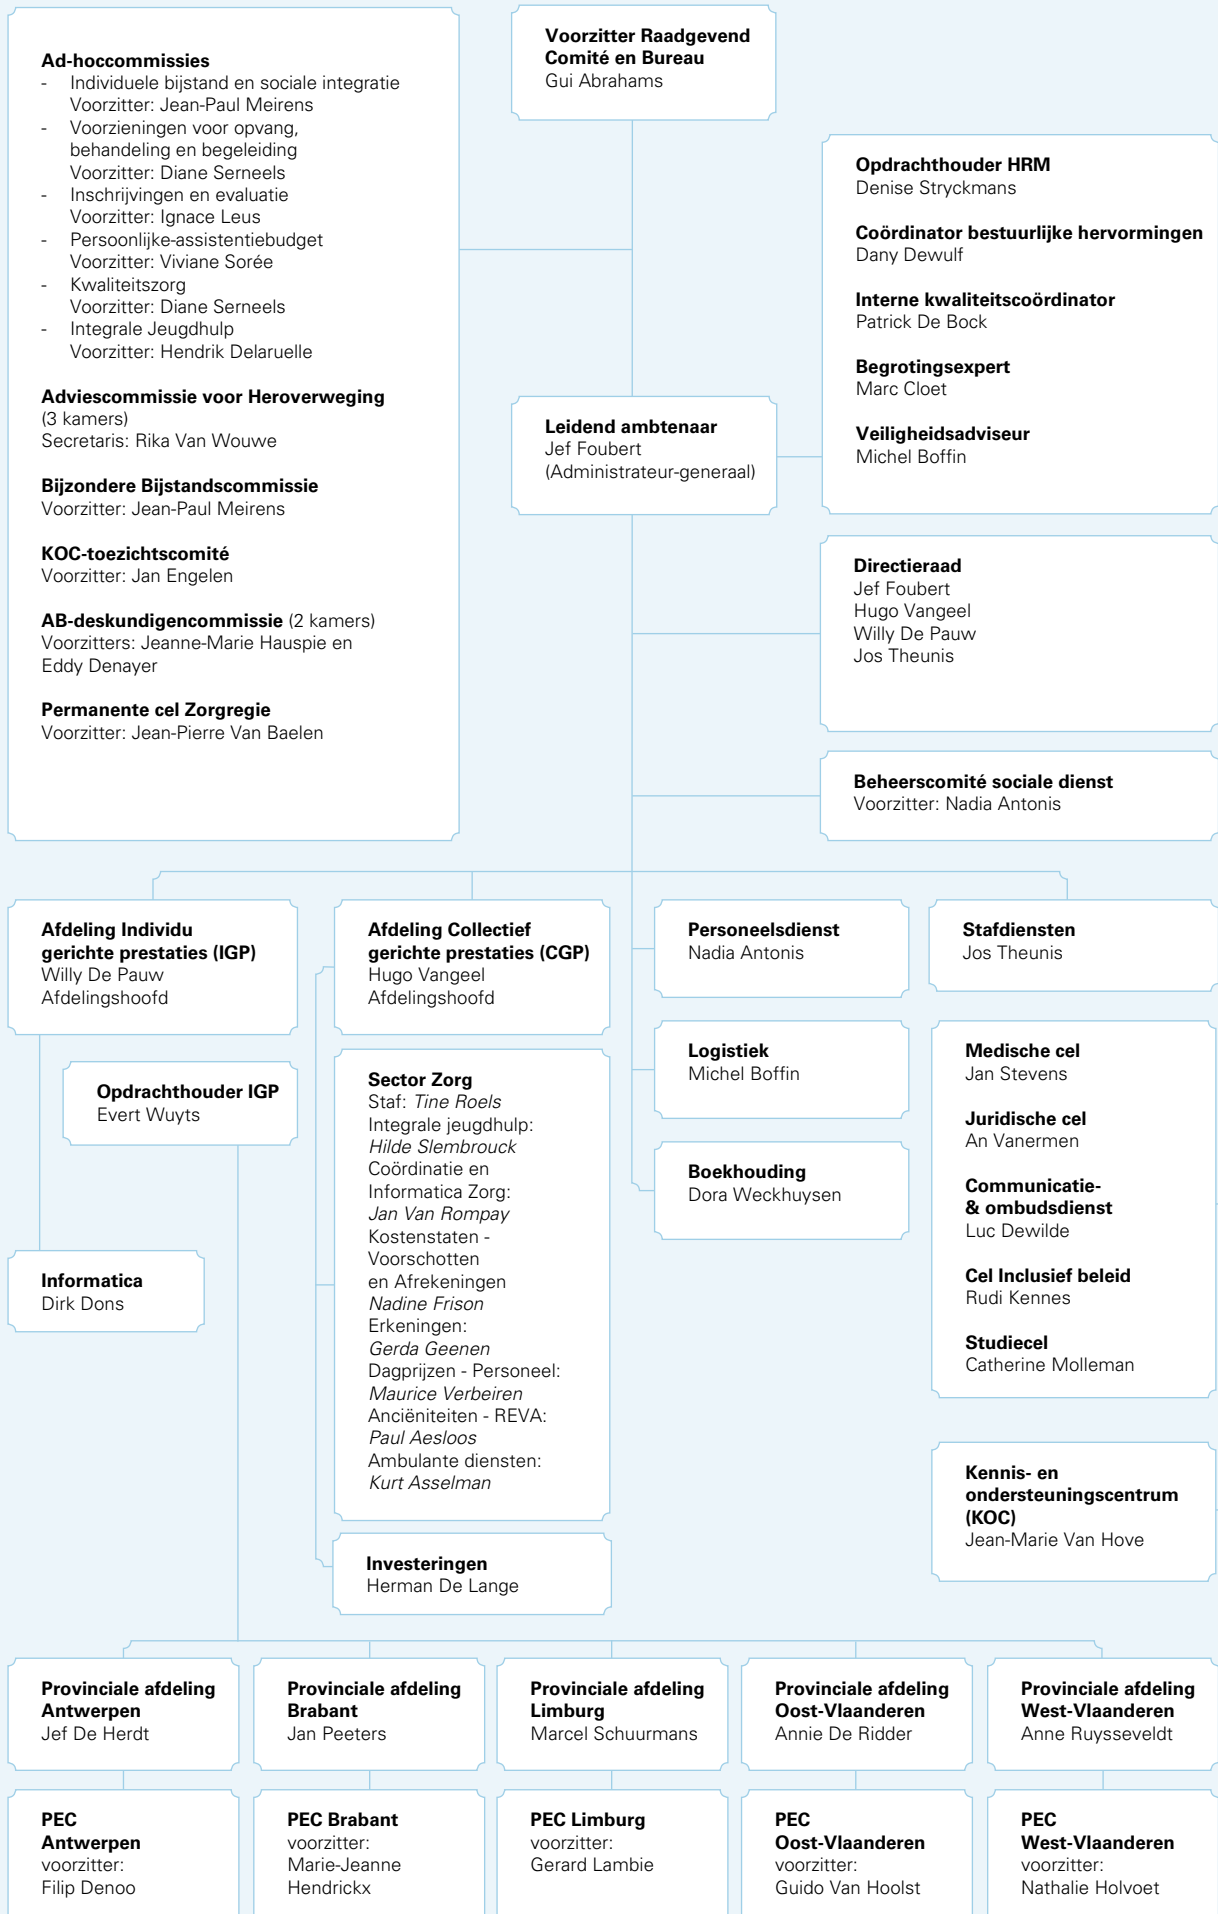 Ad-hoccommissies
- Individuele bijstand en sociale integratie
Voorzitter: Jean-Paul Meirens
- Voorzieningen voor opvang,
behandeling en begeleiding
Voorzitter: Diane Serneels
- Inschrijvingen en evaluatie
Voorzitter: Ignace Leus
- Persoonlijke-assistentiebudget
Voorzitter: Viviane Sorée
- Kwaliteitszorg
Voorzitter: Diane Serneels
- Integrale Jeugdhulp
Voorzitter: Hendrik Delaruelle
Adviescommissie voor Heroverweging
(3 kamers)
Secretaris: Rika Van Wouwe
Bijzondere Bijstandscommissie
Voorzitter: Jean-Paul Meirens
KOC-toezichtscomité
Voorzitter: Jan Engelen
AB-deskundigencommissie (2 kamers)
Voorzitters: Jeanne-Marie Hauspie en
Eddy Denayer
Permanente cel Zorgregie
Voorzitter: Jean-Pierre Van Baelen
Voorzitter Raadgevend
Comité en Bureau
Gui Abrahams
Opdrachthouder HRM
Denise Stryckmans
Coördinator bestuurlijke hervormingen
Dany Dewulf
Interne kwaliteitscoördinator
Patrick De Bock
Begrotingsexpert
Marc Cloet
Veiligheidsadviseur
Michel Boffin
Leidend ambtenaar
Jef Foubert
(Administrateur-generaal)
Directieraad
Jef Foubert
Hugo Vangeel
Willy De Pauw
Jos Theunis
Beheerscomité sociale dienst
Voorzitter: Nadia Antonis
Afdeling Individu
gerichte prestaties (IGP)
Willy De Pauw
Afdelingshoofd
Afdeling Collectief
gerichte prestaties (CGP)
Hugo Vangeel
Afdelingshoofd
Personeelsdienst
Nadia Antonis
Stafdiensten
Jos Theunis
Opdrachthouder IGP
Evert Wuyts
Informatica
Dirk Dons
Sector Zorg
Staf: Tine Roels
Integrale jeugdhulp:
Hilde Slembrouck
Coördinatie en
Informatica Zorg:
Jan Van Rompay
Kostenstaten -
Voorschotten
en Afrekeningen
Nadine Frison
Erkeningen:
Gerda Geenen
Dagprijzen - Personeel:
Maurice Verbeiren
Anciëniteiten - REVA:
Paul Aesloos
Ambulante diensten:
Kurt Asselman
Investeringen
Herman De Lange
Logistiek
Michel Boffin
Boekhouding
Dora Weckhuysen
Medische cel
Jan Stevens
Juridische cel
An Vanermen
Communicatie-
& ombudsdienst
Luc Dewilde
Cel Inclusief beleid
Rudi Kennes
Studiecel
Catherine Molleman
Kennis- en
ondersteuningscentrum
(KOC)
Jean-Marie Van Hove
Provinciale afdeling
Antwerpen
Jef De Herdt
Provinciale afdeling
Brabant
Jan Peeters
Provinciale afdeling
Limburg
Marcel Schuurmans
Provinciale afdeling
Oost-Vlaanderen
Annie De Ridder
Provinciale afdeling
West-Vlaanderen
Anne Ruysseveldt
PEC
Antwerpen
voorzitter:
Filip Denoo
PEC Brabant
voorzitter:
Marie-Jeanne
Hendrickx
PEC Limburg
voorzitter:
Gerard Lambie
PEC
Oost-Vlaanderen
voorzitter:
Guido Van Hoolst
PEC
West-Vlaanderen
voorzitter:
Nathalie Holvoet